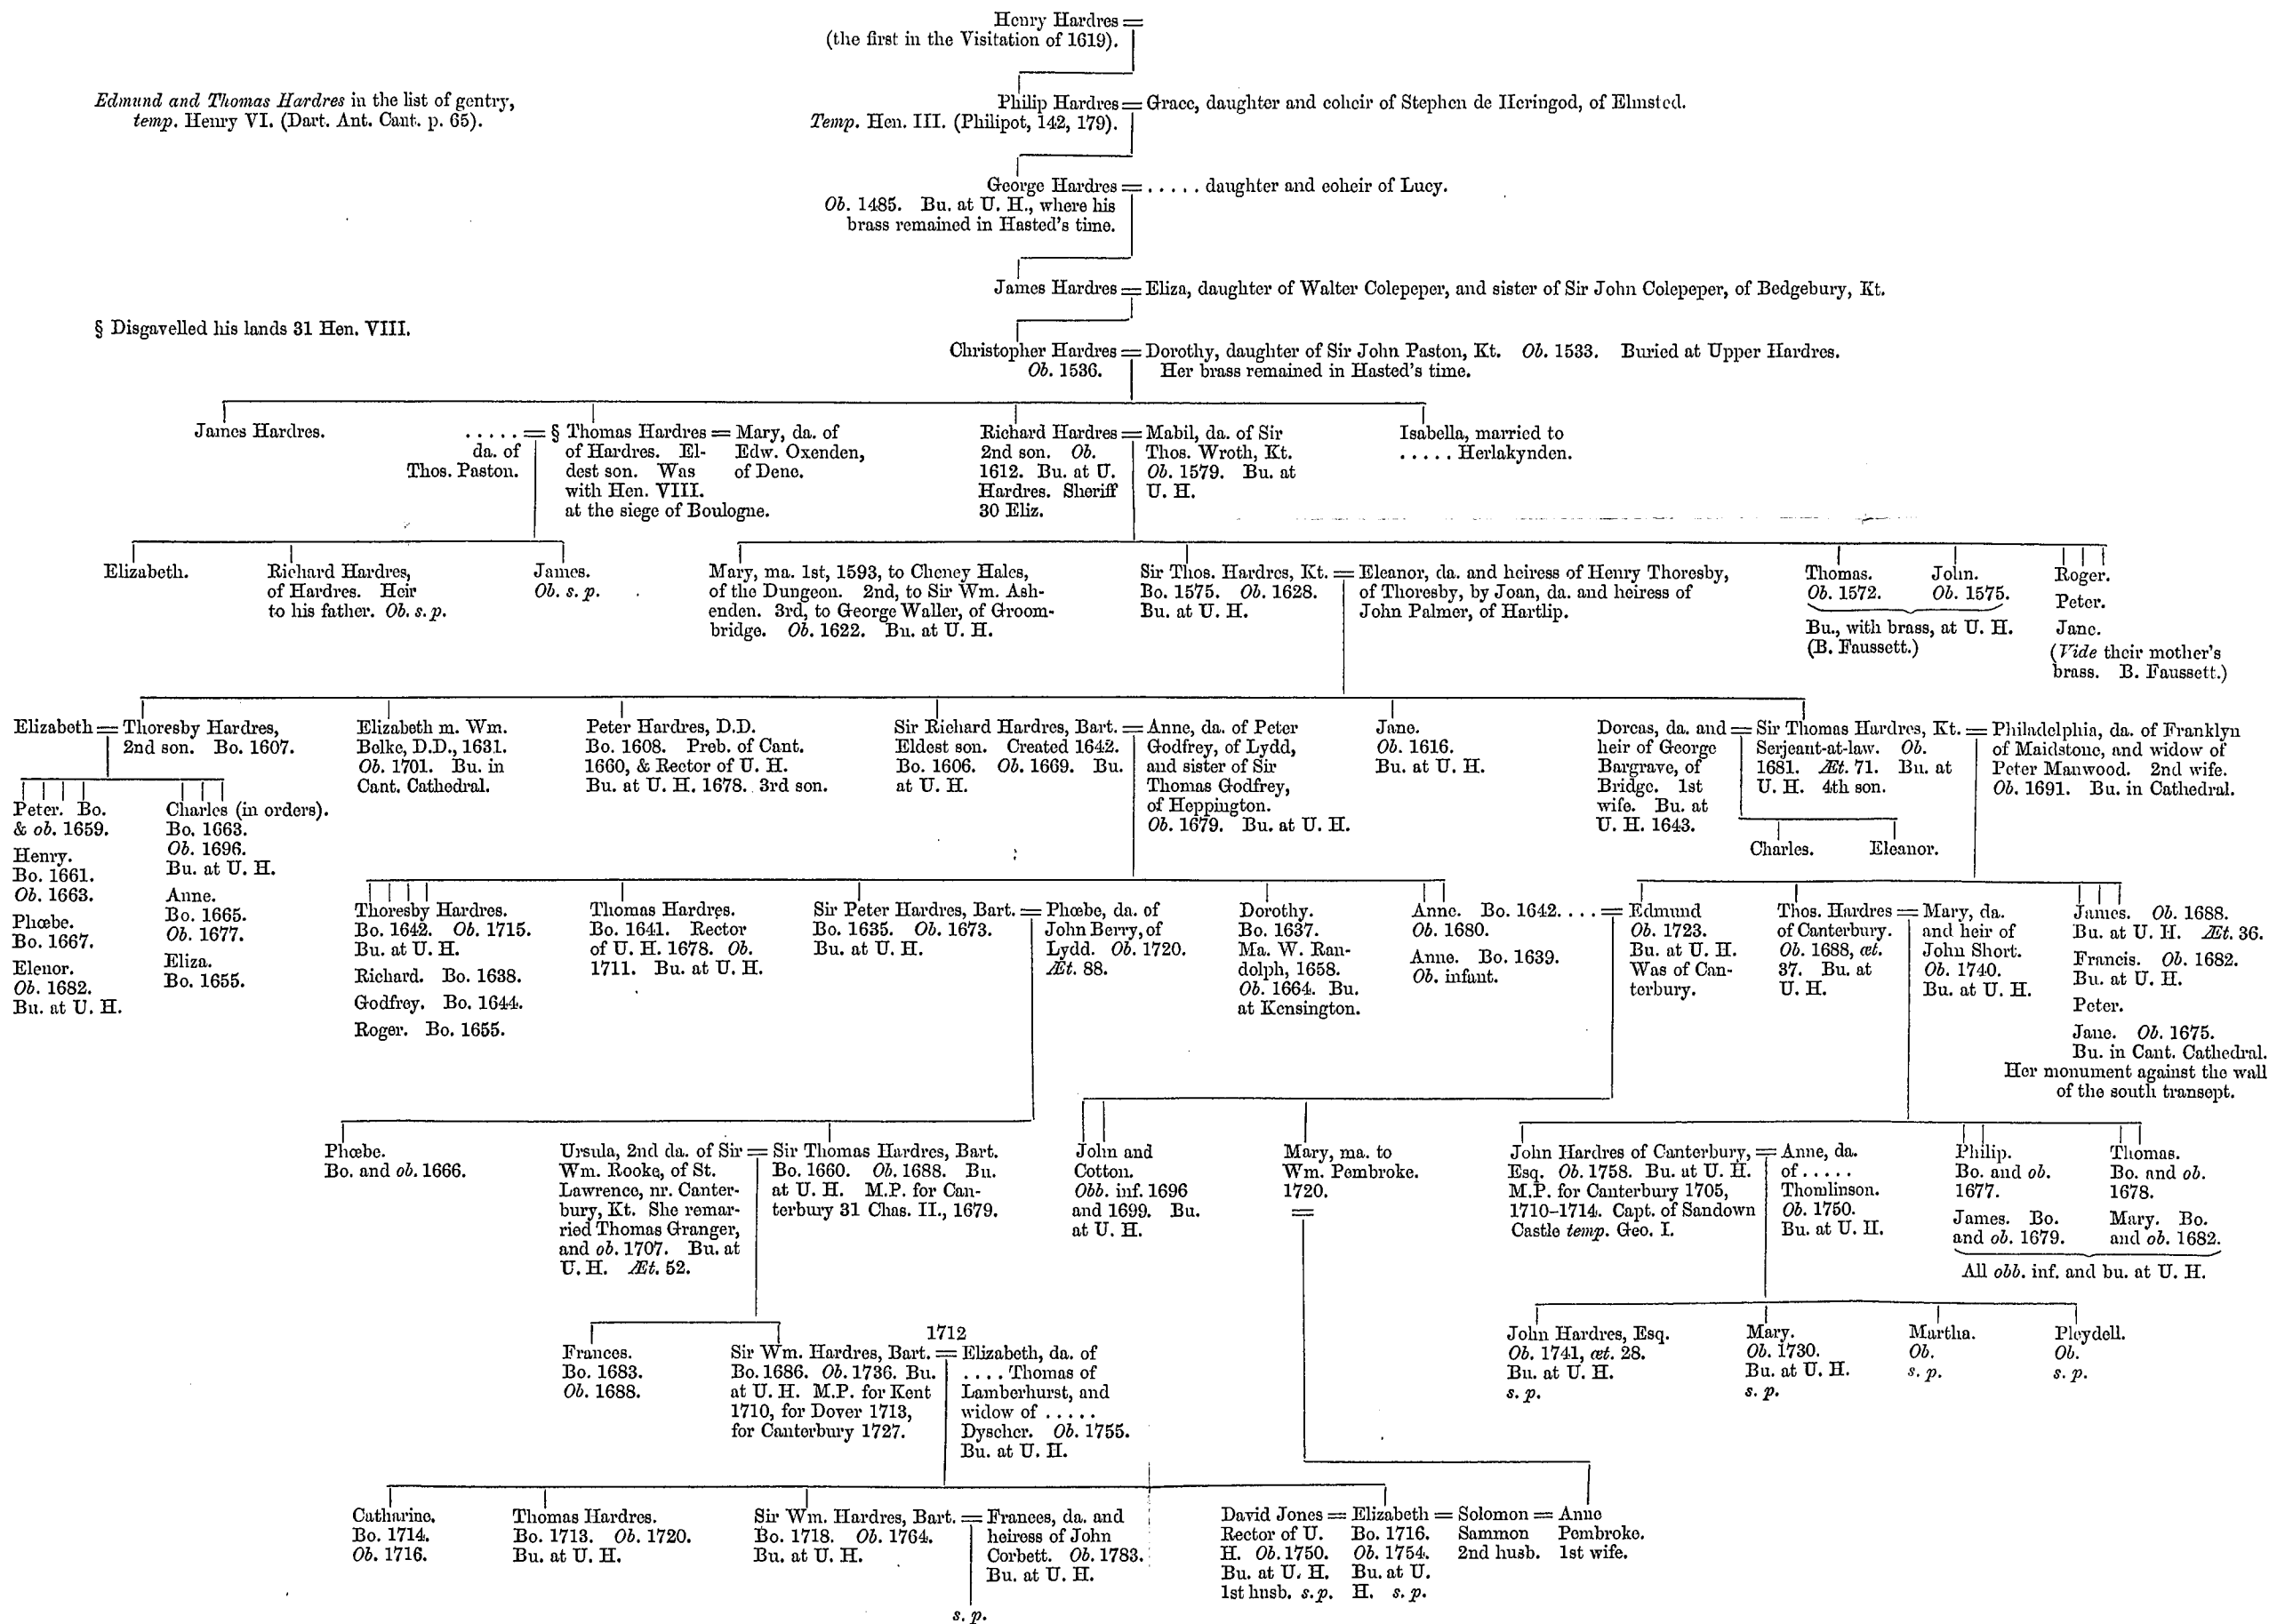 Henry Hardres =
(the first in the Visitation of 1619).
Edmund and Thomas Hardres in the list of gentry,
temp. Henry VI. (Dart. Ant. Cant. p. 65).
Philip Hardres = Grace, daughter and coheir of Stephen de Heringod, of Elmsted.
Temp. Hen. III. (Philipot, 142, 179).
George Hardres = ..... daughter and coheir of Lucy.
Ob. 1485. Bu. at U. H., where his
brass remained in Hasted's time.
James Hardres = Eliza, daughter of Walter Colepeper, and sister of Sir John Colepeper, of Bedgebury, Kt.
§ Disgavelled his lands 31 Hen. VIII.
Christopher Hardres = Dorothy, daughter of Sir John Paston, Kt. Ob. 1533. Buried at Upper Hardres.
Ob. 1536.
Her brass remained in Hasted's time.
James Hardres.
..... =
da. of
Thos. Paston.
§ Thomas Hardres =
of Hardres. El-
dest son. Was
with Hen. VIII.
at the siege of Boulogne.
Mary, da. of
Edw. Oxenden,
of Dene.
Richard Hardres =
2nd son. Ob.
1612. Bu. at U.
Hardres. Sheriff
30 Eliz.
Mabil, da. of Sir
Thos. Wroth, Kt.
Ob. 1579. Bu. at
U. H.
Isabella, married to
..... Herlakynden.
Elizabeth.
Richard Hardres,
of Hardres. Heir
to his father. Ob. s. p.
James.
Ob. s. p.
Mary, ma. 1st, 1593, to Cheney Hales,
of the Dungeon. 2nd, to Sir Wm. Ash-
enden. 3rd, to George Waller, of Groom-
bridge. Ob. 1622. Bu. at U. H.
Sir Thos. Hardres, Kt. =
Bo. 1575. Ob. 1628.
Bu. at U. H.
Eleanor, da. and heiress of Henry Thoresby,
of Thoresby, by Joan, da. and heiress of
John Palmer, of Hartlip.
Thomas.
Ob. 1572.
John.
Ob. 1575.
Bu., with brass, at U. H.
(B. Faussett.)
Roger.
Peter.
Jane.
(Vide their mother's
brass. B. Faussett.)
Elizabeth =
Thoresby Hardres,
2nd son. Bo. 1607.
Elizabeth m. Wm.
Belke, D.D., 1631.
Ob. 1701. Bu. in
Cant. Cathedral.
Peter Hardres, D.D.
Bo. 1608. Preb. of Cant.
1660, & Rector of U. H.
Bu. at U. H. 1678. 3rd son.
Sir Richard Hardres, Bart. =
Eldest son. Created 1642.
Bo. 1606. Ob. 1669. Bu.
at U. H.
Anne, da. of Peter
Godfrey, of Lydd,
and sister of Sir
Thomas Godfrey,
of Heppington.
Ob. 1679. Bu. at U. H.
Jane.
Ob. 1616.
Bu. at U. H.
Dorcas, da. and =
heir of George
Bargrave, of
Bridge. 1st
wife. Bu. at
U. H. 1643.
Sir Thomas Hardres, Kt. =
Serjeant-at-law. Ob.
1681. Æt. 71. Bu. at
U. H. 4th son.
Philadelphia, da. of Franklyn
of Maidstone, and widow of
Peter Manwood. 2nd wife.
Ob. 1691. Bu. in Cathedral.
Peter. Bo.
& ob. 1659.
Henry.
Bo. 1661.
Ob. 1663.
Phœbe.
Bo. 1667.
Elenor.
Ob. 1682.
Bu. at U. H.
Charles (in orders).
Bo. 1663.
Ob. 1696.
Bu. at U. H.
Anne.
Bo. 1665.
Ob. 1677.
Eliza.
Bo. 1655.
Charles.
Eleanor.
Thoresby Hardres.
Bo. 1642. Ob. 1715.
Bu. at U. H.
Richard. Bo. 1638.
Godfrey. Bo. 1644.
Roger. Bo. 1655.
Thomas Hardres.
Bo. 1641. Rector
of U. H. 1678. Ob.
1711. Bu. at U. H.
Sir Peter Hardres, Bart. =
Bo. 1635. Ob. 1673.
Bu. at U. H.
Phœbe, da. of
John Berry, of
Lydd. Ob. 1720.
Æt. 88.
Dorothy.
Bo. 1637.
Ma. W. Ran-
dolph, 1658.
Ob. 1664. Bu.
at Kensington.
Anne. Bo. 1642.
Ob. 1680.
Anne. Bo. 1639.
Ob. infant.
.... = Edmund
Ob. 1723.
Bu. at U. H.
Was of Can-
terbury.
Thos. Hardres =
of Canterbury.
Ob. 1688, æt.
37. Bu. at
U. H.
Mary, da.
and heir of
John Short.
Ob. 1740.
Bu. at U. H.
James. Ob. 1688.
Bu. at U. H. Æt. 36.
Francis. Ob. 1682.
Bu. at U. H.
Peter.
Jane. Ob. 1675.
Bu. in Cant. Cathedral.
Her monument against the wall
of the south transept.
Phœbe.
Bo. and ob. 1666.
Ursula, 2nd da. of Sir =
Wm. Rooke, of St.
Lawrence, nr. Canter-
bury, Kt. She remar-
ried Thomas Granger,
and ob. 1707. Bu. at
U. H. Æt. 52.
Sir Thomas Hardres, Bart.
Bo. 1660. Ob. 1688. Bu.
at U. H. M.P. for Can-
terbury 31 Chas. II., 1679.
John and
Cotton.
Obb. inf. 1696
and 1699. Bu.
at U. H.
Mary, ma. to
Wm. Pembroke.
1720.
=
John Hardres of Canterbury, =
Esq. Ob. 1758. Bu. at U. H.
M.P. for Canterbury 1705,
1710-1714. Capt. of Sandown
Castle temp. Geo. I.
Anne, da.
of .....
Thomlinson.
Ob. 1750.
Bu. at U. H.
Philip.
Bo. and ob.
1677.
James. Bo.
and ob. 1679.
Thomas.
Bo. and ob.
1678.
Mary. Bo.
and ob. 1682.
All obb. inf. and bu. at U. H.
Frances.
Bo. 1683.
Ob. 1688.
1712
Sir Wm. Hardres, Bart. =
Bo. 1686. Ob. 1736. Bu.
at U. H. M.P. for Kent
1710, for Dover 1713,
for Canterbury 1727.
Elizabeth, da. of
.... Thomas of
Lamberhurst, and
widow of .....
Dyscher. Ob. 1755.
Bu. at U. H.
John Hardres, Esq.
Ob. 1741, æt. 28.
Bu. at U. H.
s. p.
Mary.
Ob. 1730.
Bu. at U. H.
s. p.
Martha.
Ob.
s. p.
Pleydell.
Ob.
s. p.
Catharine.
Bo. 1714.
Ob. 1716.
Thomas Hardres.
Bo. 1713. Ob. 1720.
Bu. at U. H.
Sir Wm. Hardres, Bart. =
Bo. 1718. Ob. 1764.
Bu. at U. H.
Frances, da. and
heiress of John
Corbett. Ob. 1783.
Bu. at U. H.
s. p.
David Jones =
Rector of U.
H. Ob. 1750.
Bu. at U. H.
1st husb. s. p.
Elizabeth =
Bo. 1716.
Ob. 1754.
Bu. at U.
H. s. p.
Solomon =
Sammon
2nd husb.
Anne
Pembroke.
1st wife.